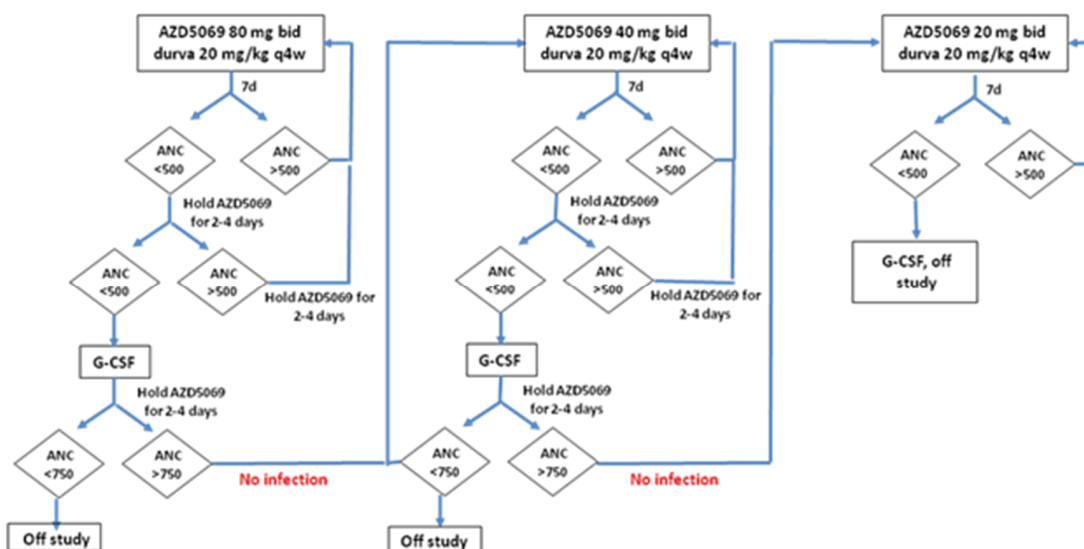 AZD5069 80 mg bid
durva 20 mg/kg q4w
7d
ANC
<500
ANC
>500
Hold AZD5069
for 2-4 days
ANC
<500
ANC
>500
Hold AZD5069 for
2-4 days
G-CSF
Hold AZD5069
for 2-4 days
ANC
<750
ANC
>750
No infection
Off study
AZD5069 40 mg bid
durva 20 mg/kg q4w
7d
ANC
<500
ANC
>500
Hold AZD5069
for 2-4 days
ANC
<500
ANC
>500
Hold AZD5069 for
2-4 days
G-CSF
Hold AZD5069
for 2-4 days
ANC
<750
ANC
>750
No infection
Off study
AZD5069 20 mg bid
durva 20 mg/kg q4w
7d
ANC
<500
ANC
>500
G-CSF, off
study